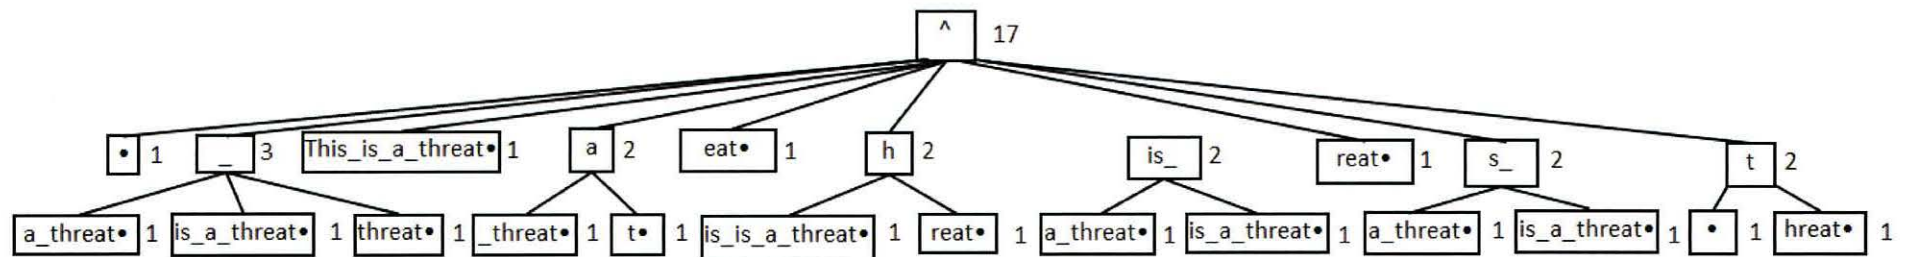 ^ 17
• 1 _ 3 This_is_a_threat• 1 a 2 eat• 1 h 2 is_ 2 reat• 1 s_ 2 t 2
a_threat• 1 is_a_threat• 1 threat• 1 _threat• 1 t• 1 is_is_a_threat• 1 reat• 1 a_threat• 1 is_a_threat• 1 a_threat• 1 is_a_threat• 1 • 1 hreat• 1